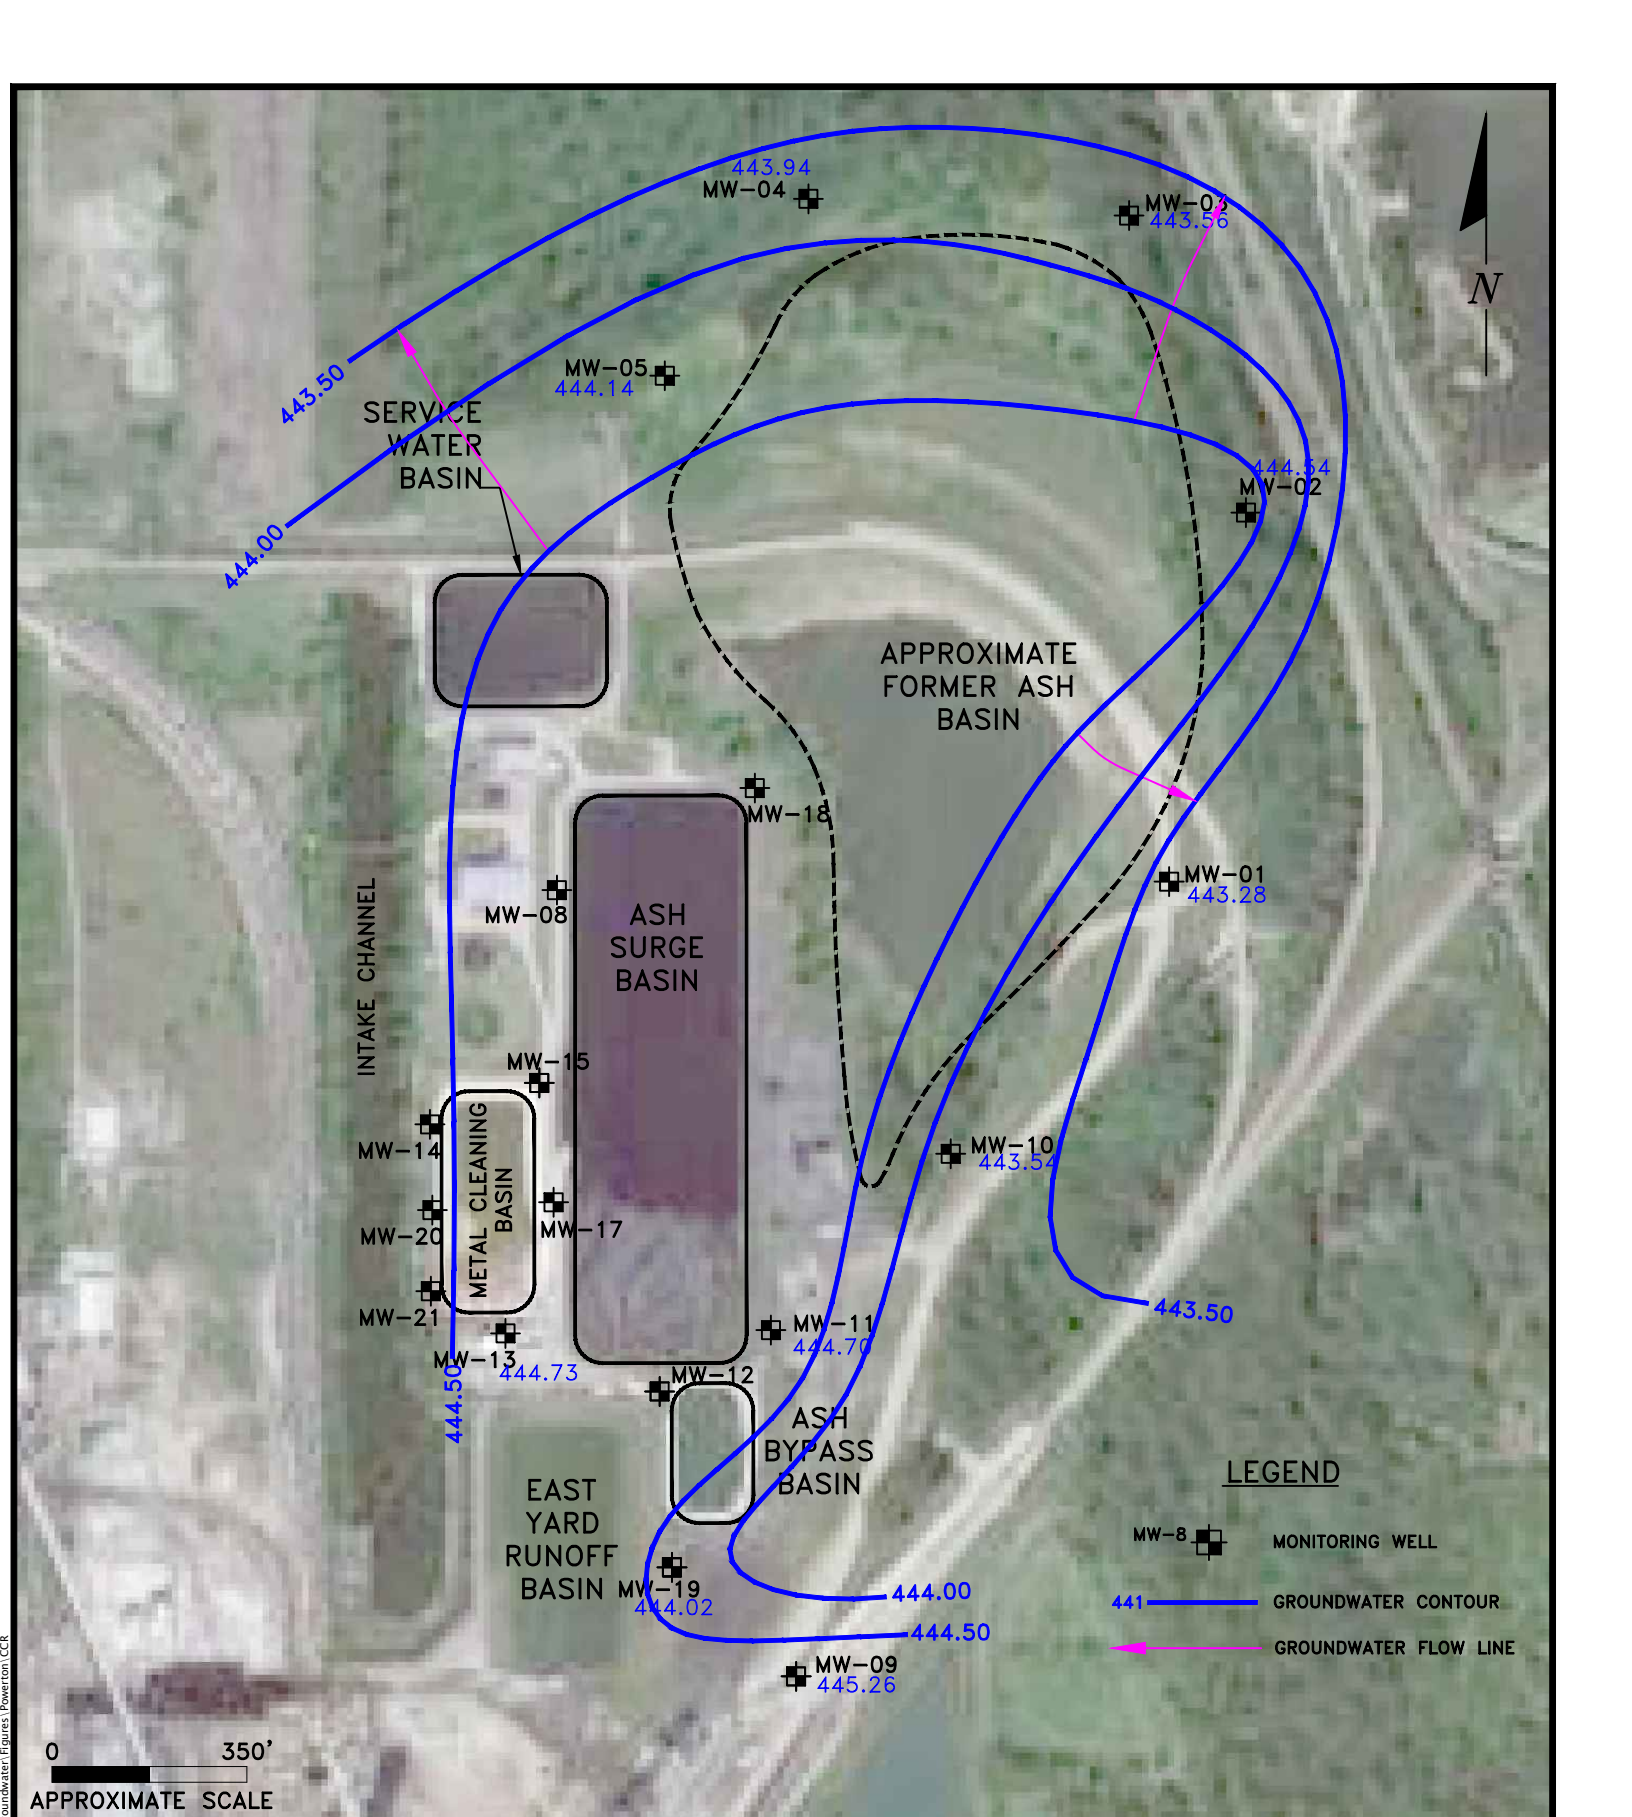 443.94
MW-04
MW-03
443.56
N
MW-05
444.14
443.50
SERVICE
WATER
BASIN
444.54
MW-02
444.00
APPROXIMATE
FORMER ASH
BASIN
MW-18
MW-01
443.28
MW-08
ASH
SURGE
BASIN
INTAKE CHANNEL
MW-15
METAL CLEANING
BASIN
MW-14
MW-10
443.54
MW-20
MW-17
MW-21
443.50
MW-11
444.70
MW-13
444.73
MW-12
444.50
ASH
BYPASS
BASIN
EAST
YARD
RUNOFF
BASIN
MW-19
444.02
444.00
444.50
MW-09
445.26
LEGEND
MW-8
MONITORING WELL
441
GROUNDWATER CONTOUR
GROUNDWATER FLOW LINE
0
350'
APPROXIMATE SCALE
oundwater\Figures\Powerton\CCR